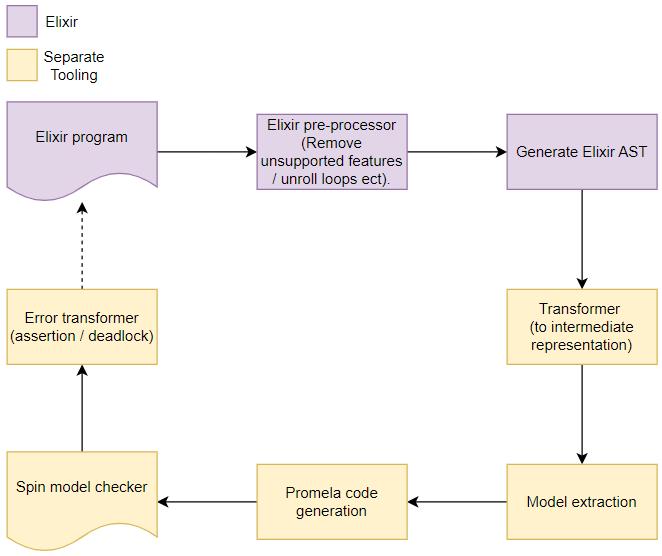 Elixir
Separate
Tooling
Elixir program
Elixir pre-processor
(Remove
unsupported features
/ unroll loops ect).
Generate Elixir AST
Error transformer
(assertion / deadlock)
Transformer
(to intermediate
representation)
Spin model checker
Promela code
generation
Model extraction